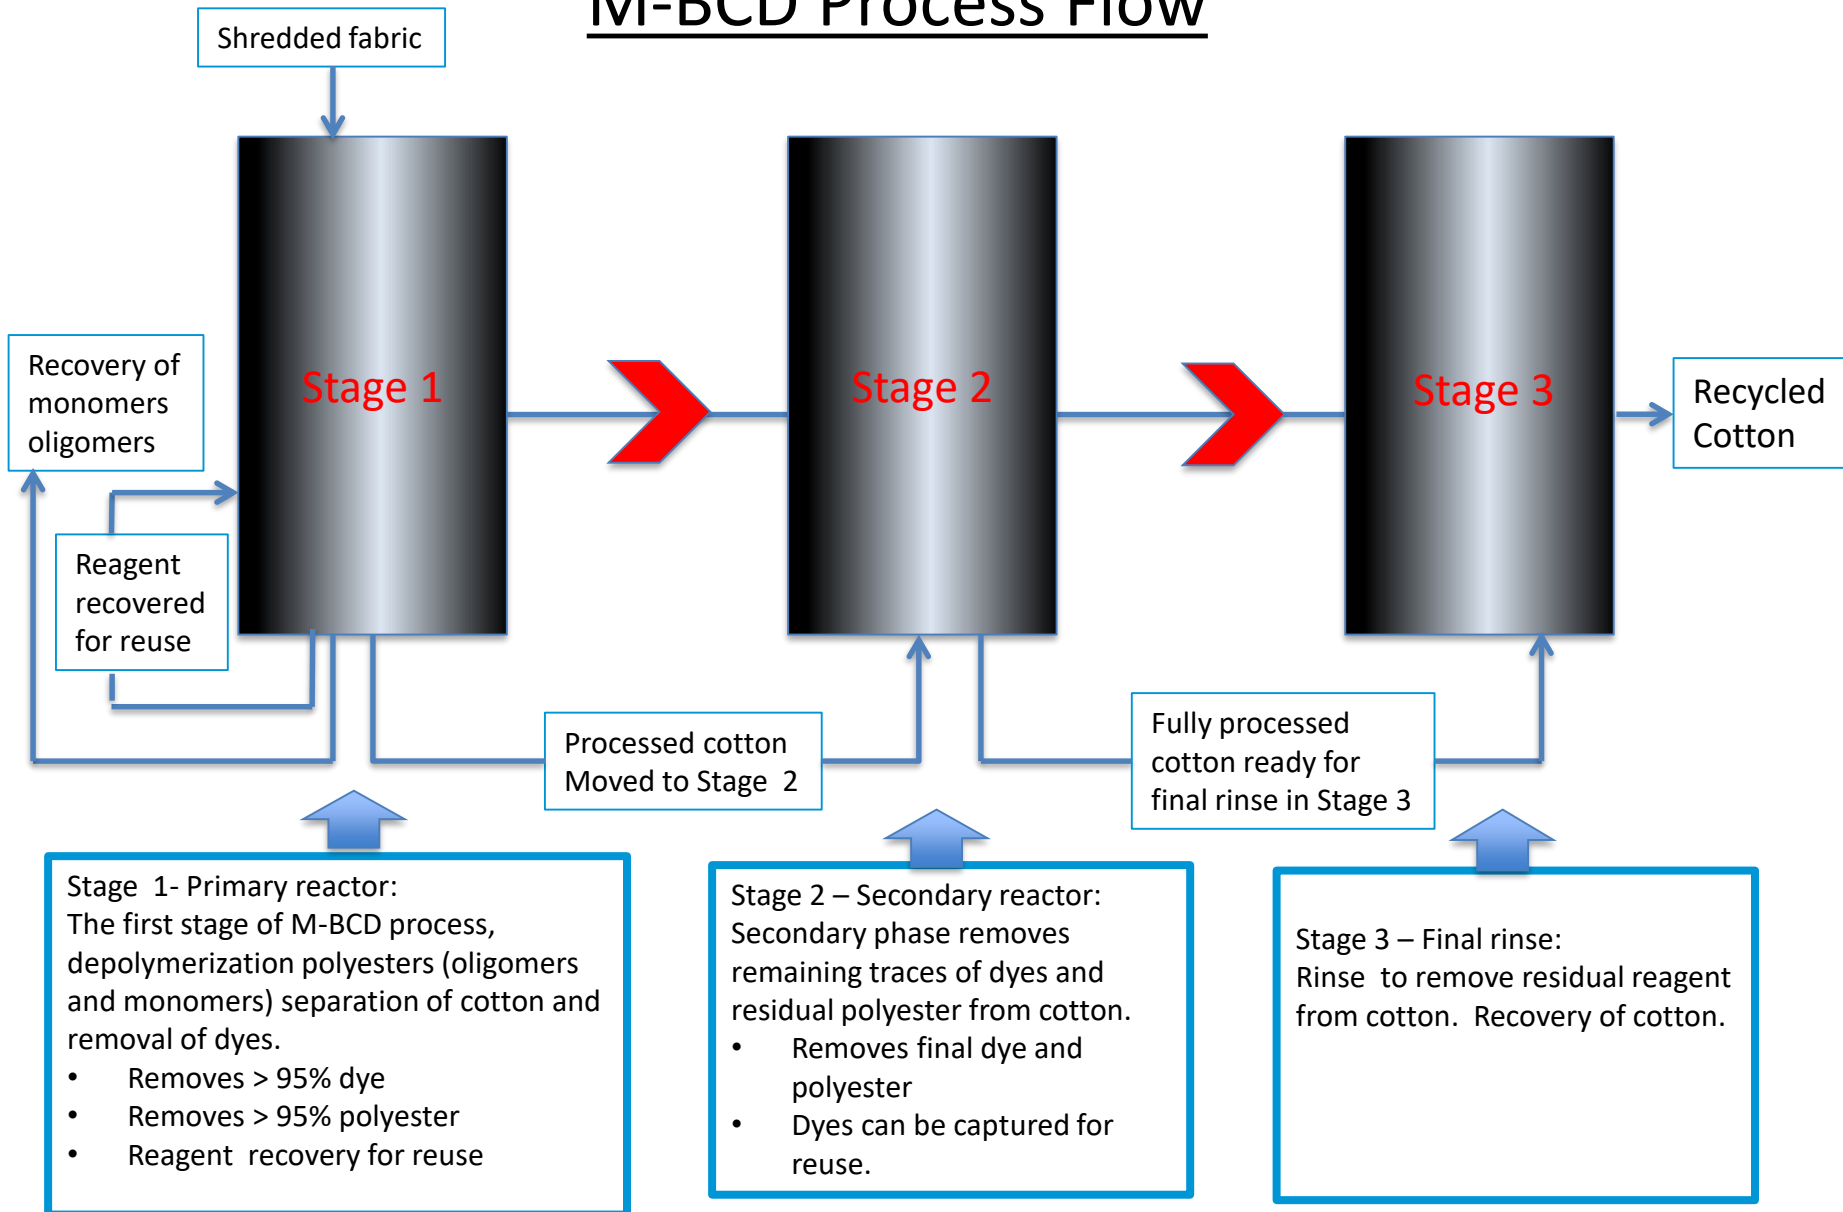 M-BCD Process Flow
Shredded fabric
Stage 1
Stage 2
Stage 3
Recovery of
monomers
oligomers
Reagent
recovered
for reuse
Recycled
Cotton
Processed cotton
Moved to Stage  2
Fully processed
cotton ready for
final rinse in Stage 3
Stage  1- Primary reactor:
The first stage of M-BCD process,
depolymerization polyesters (oligomers
and monomers) separation of cotton and
removal of dyes.
• Removes > 95% dye
• Removes > 95% polyester
• Reagent  recovery for reuse
Stage 2 – Secondary reactor:
Secondary phase removes
remaining traces of dyes and
residual polyester from cotton.
• Removes final dye and
polyester
• Dyes can be captured for
reuse.
Stage 3 – Final rinse:
Rinse  to remove residual reagent
from cotton.  Recovery of cotton.